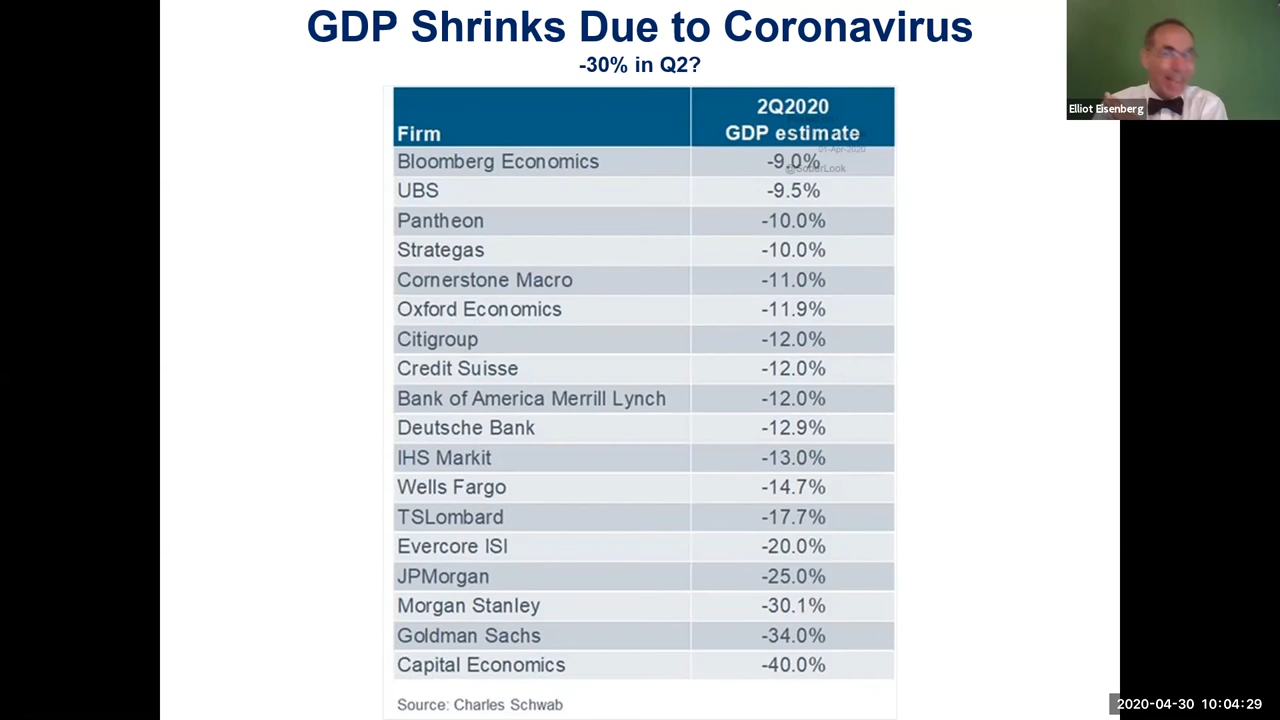 GDP Shrinks Due to Coronavirus
-30% in Q2?
Elliot Eisenberg
Firm 2Q2020 GDP estimate
01-Apr-2020
@SoberLook
Bloomberg Economics -9.0%
UBS -9.5%
Pantheon -10.0%
Strategas -10.0%
Cornerstone Macro -11.0%
Oxford Economics -11.9%
Citigroup -12.0%
Credit Suisse -12.0%
Bank of America Merrill Lynch -12.0%
Deutsche Bank -12.9%
IHS Markit -13.0%
Wells Fargo -14.7%
TSLombard -17.7%
Evercore ISI -20.0%
JPMorgan -25.0%
Morgan Stanley -30.1%
Goldman Sachs -34.0%
Capital Economics -40.0%
Source: Charles Schwab
2020-04-30 10:04:29